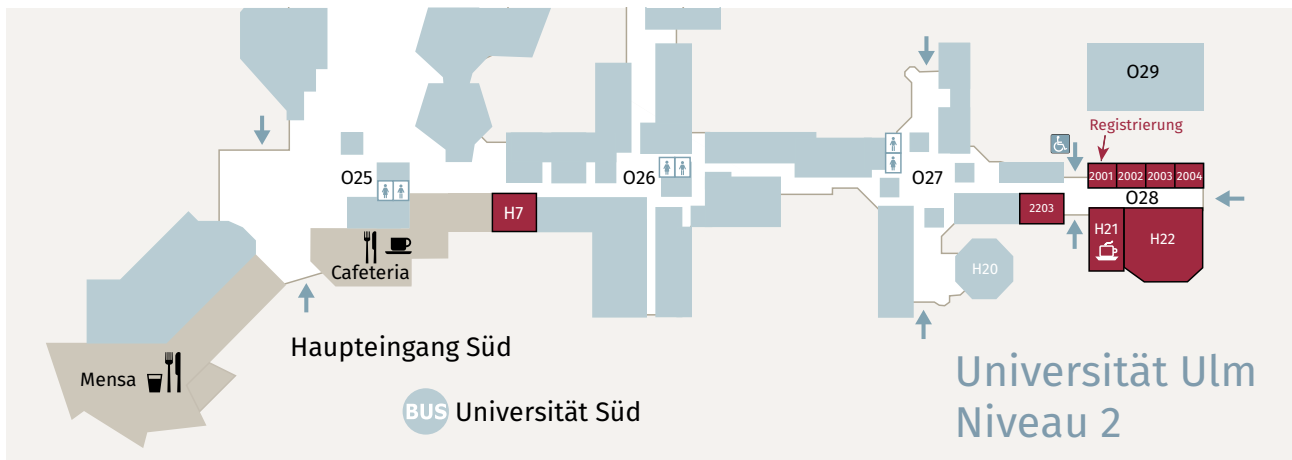 O29
Registrierung
O25
O26
O27
2001 2002 2003 2004
O28
H7
2203
H21
H22
Cafeteria
H20
Haupteingang Süd
Mensa
BUS Universität Süd
Universität Ulm
Niveau 2